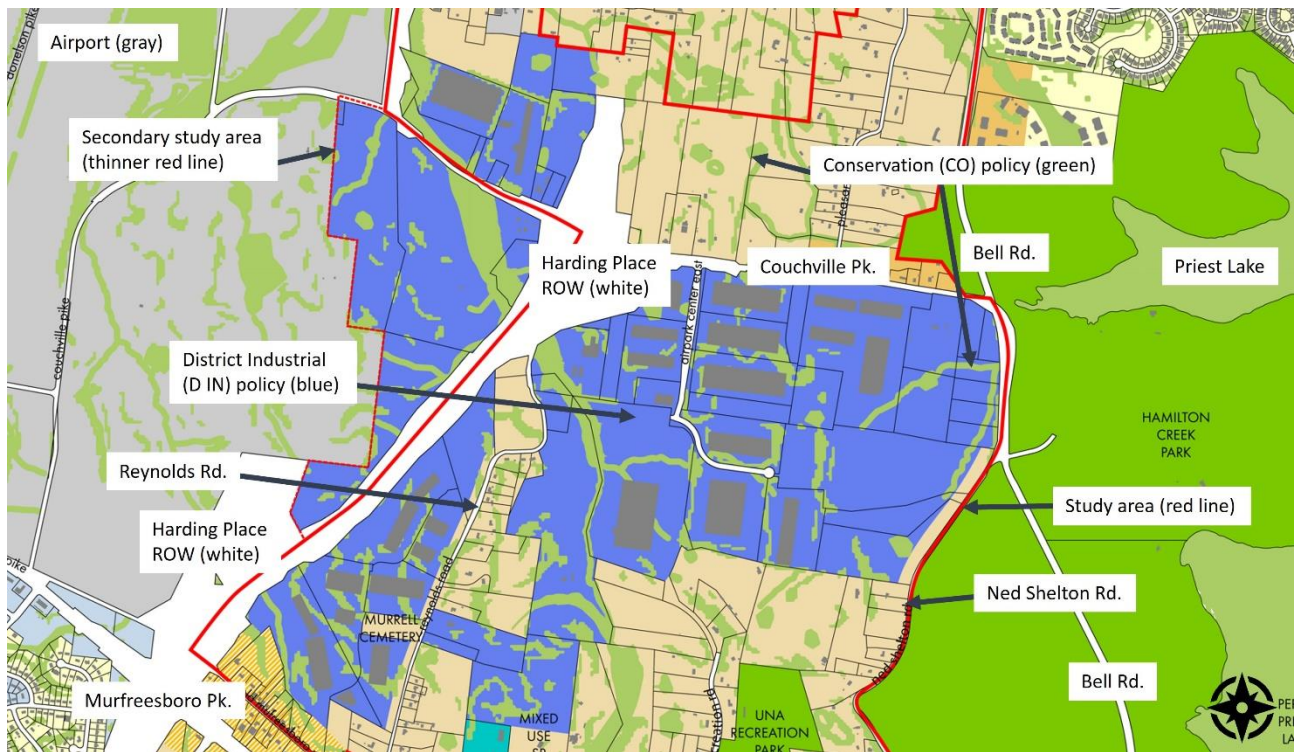 Airport (gray)
donelson pike
Secondary study area
(thinner red line)
Conservation (CO) policy (green)
Harding Place
ROW (white)
Couchville Pk.
Bell Rd.
Priest Lake
couchville pike
airpark center east
District Industrial
(D IN) policy (blue)
HAMILTON
CREEK
PARK
Reynolds Rd.
Study area (red line)
Harding Place
ROW (white)
pike
reynolds road
Ned Shelton Rd.
MURRELL
CEMETERY
ned shelton rd
Murfreesboro Pk.
Bell Rd.
MIXED
USE
UNA
RECREATION
PARK